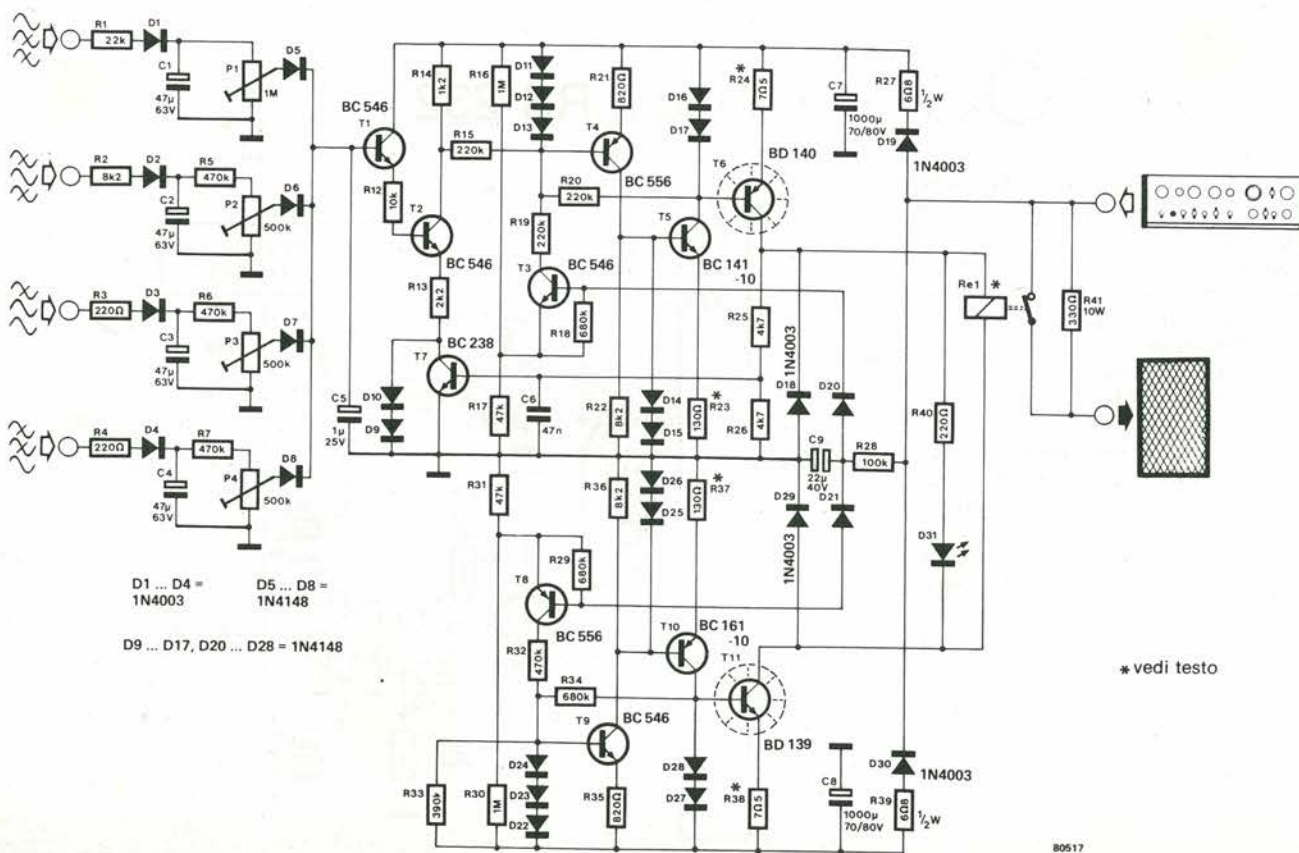 R1
22k
D1
C1
47µ
63V
P1
1M
D5
R2
8k2
D2
R5
470k
C2
47µ
63V
P2
500k
D6
R3
220Ω
D3
R6
470k
C3
47µ
63V
P3
500k
D7
R4
220Ω
D4
R7
470k
C4
47µ
63V
P4
500k
D8
D1 ... D4 =
1N4003
D5 ... D8 =
1N4148
D9 ... D17, D20 ... D28 = 1N4148
BC 546
T1
R12
10k
R14
1k2
R15
220k
T2
BC 546
R13
2k2
T7
BC 238
D10
D9
C5
1µ
25V
R16
1M
D11
D12
D13
R19
220k
R20
220k
T3
BC 546
R18
680k
R17
47k
C6
47n
R21
820Ω
T4
BC 556
T5
BC 141
-10
R22
8k2
D14
D15
*
R23
130Ω
D16
D17
*
R24
7Ω5
T6
BD 140
R25
4k7
R26
4k7
C7
1000µ
70/80V
R27
6Ω8
1/2W
D19
1N4003
1N4003
D18
D20
C9
22µ
40V
R28
100k
D29
D21
1N4003
Re1
*
R40
220Ω
D31
R41
330Ω
10W
R31
47k
R36
8k2
D26
D25
*
R37
130Ω
R29
680k
T8
BC 556
R32
470k
R34
680k
T9
BC 546
T10
BC 161
-10
T11
BD 139
R33
390k
R30
1M
D24
D23
D22
R35
820Ω
D28
D27
*
R38
7Ω5
C8
1000µ
70/80V
D30
1N4003
R39
6Ω8
1/2W
*vedi testo
80517